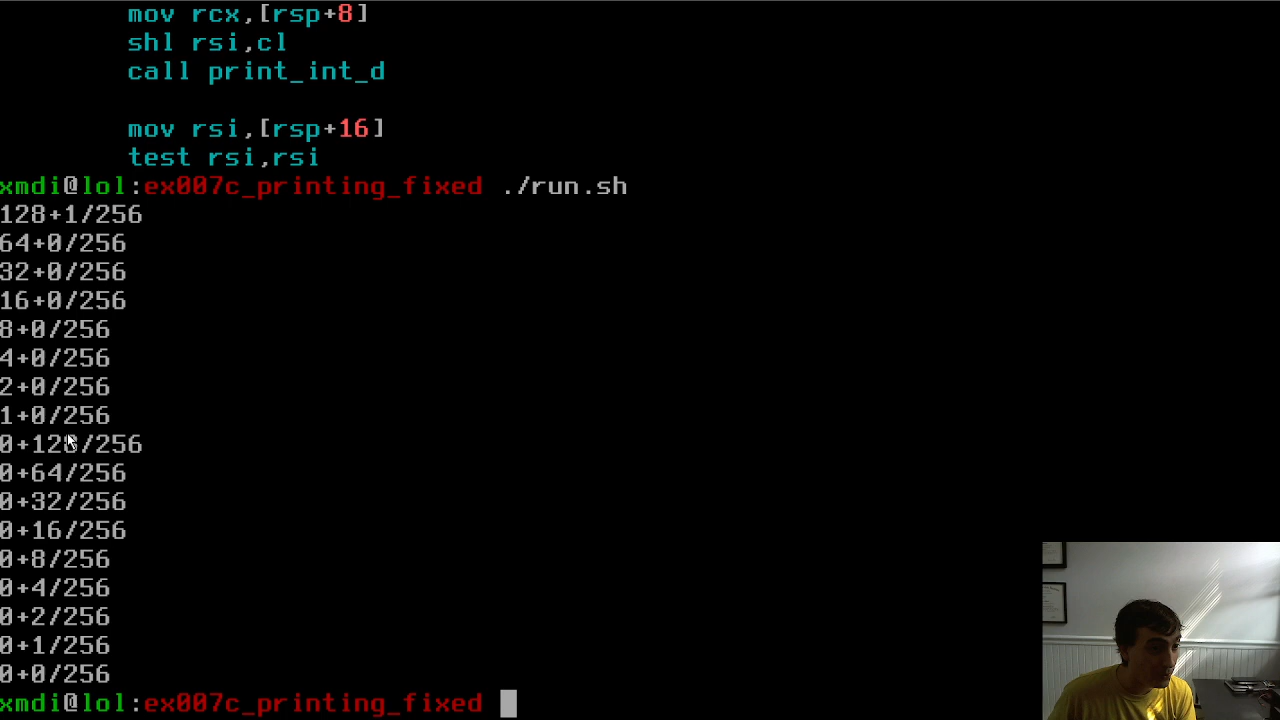 mov rcx,[rsp+8]
shl rsi,cl
call print_int_d
mov rsi,[rsp+16]
test rsi,rsi
xmdi@lol:ex007c_printing_fixed ./run.sh
128+1/256
64+0/256
32+0/256
16+0/256
8+0/256
4+0/256
2+0/256
1+0/256
0+128/256
0+64/256
0+32/256
0+16/256
0+8/256
0+4/256
0+2/256
0+1/256
0+0/256
xmdi@lol:ex007c_printing_fixed